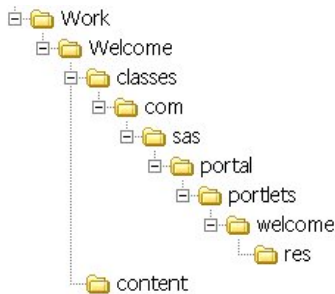 Work
Welcome
classes
com
sas
portal
portlets
welcome
res
content